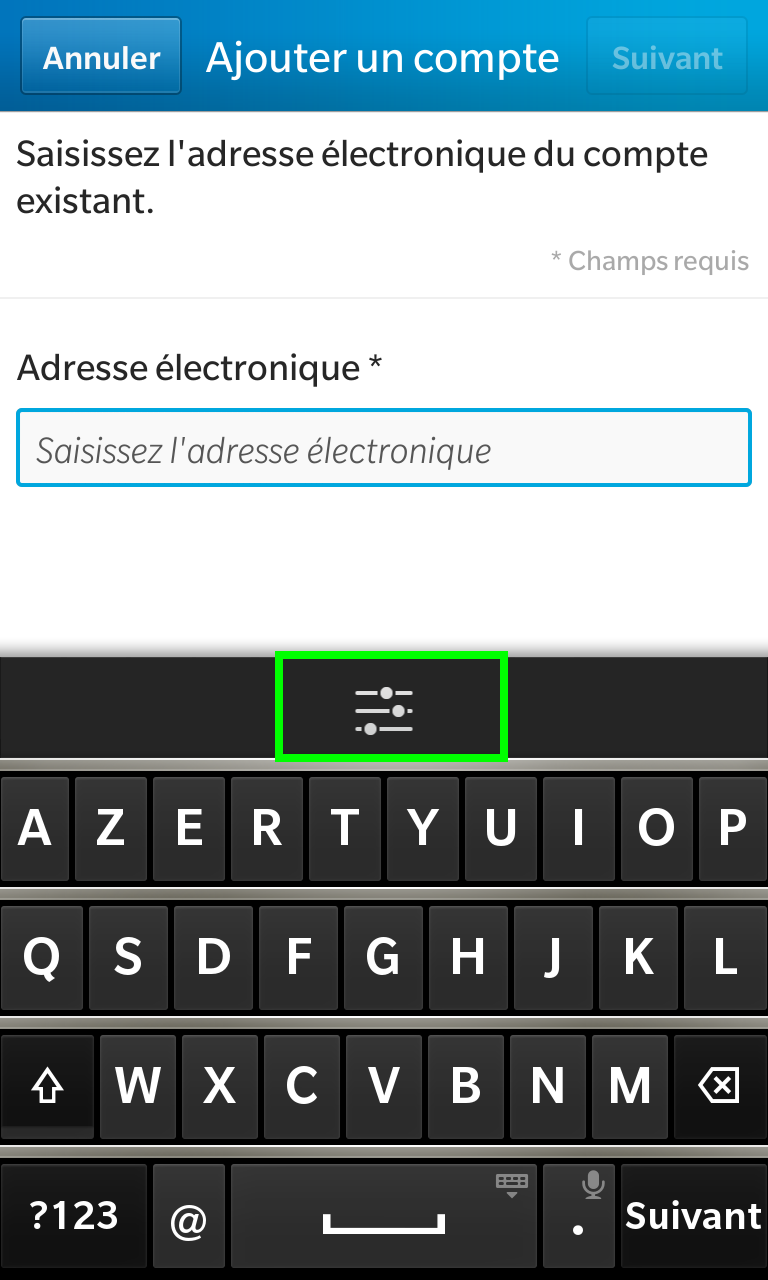 Annuler Ajouter un compte Suivant
Saisissez l'adresse électronique du compte
existant.
* Champs requis
Adresse électronique *
Saisissez l'adresse électronique
A Z E R T Y U I O P
Q S D F G H J K L
W X C V B N M
?123 @ . Suivant